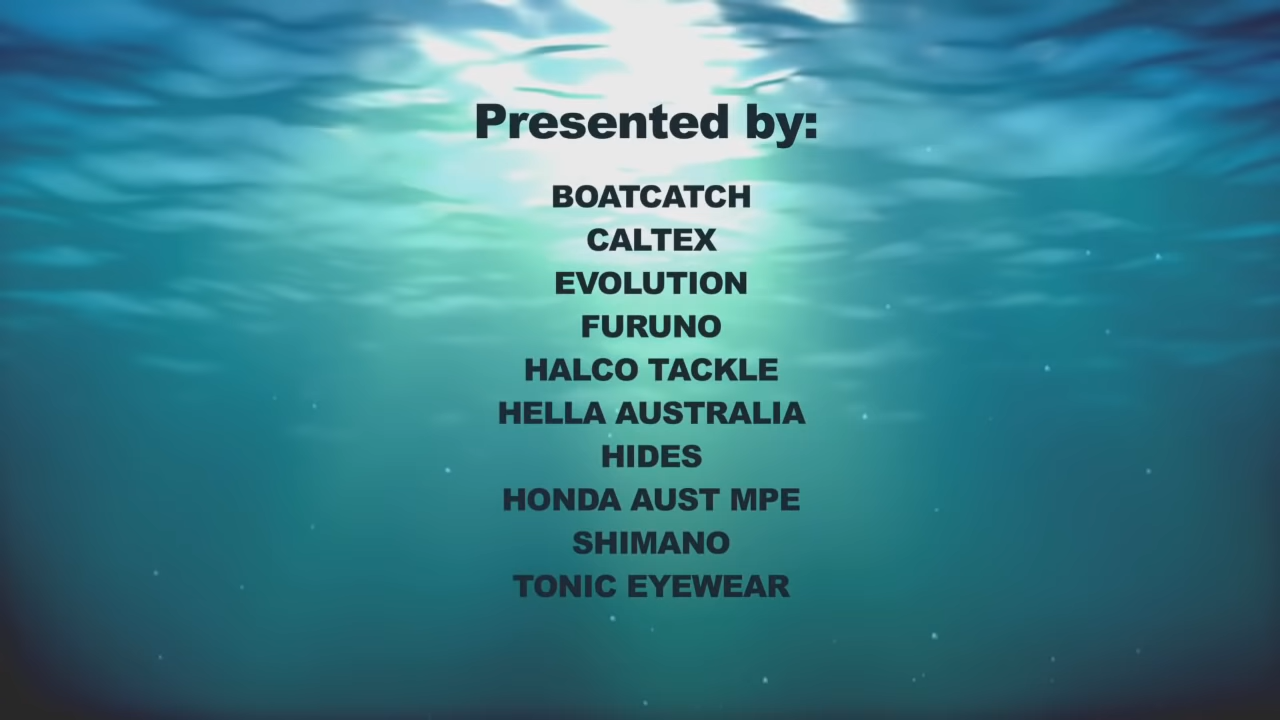 Presented by:
BOATCATCH
CALTEX
EVOLUTION
FURUNO
HALCO TACKLE
HELLA AUSTRALIA
HIDES
HONDA AUST MPE
SHIMANO
TONIC EYEWEAR